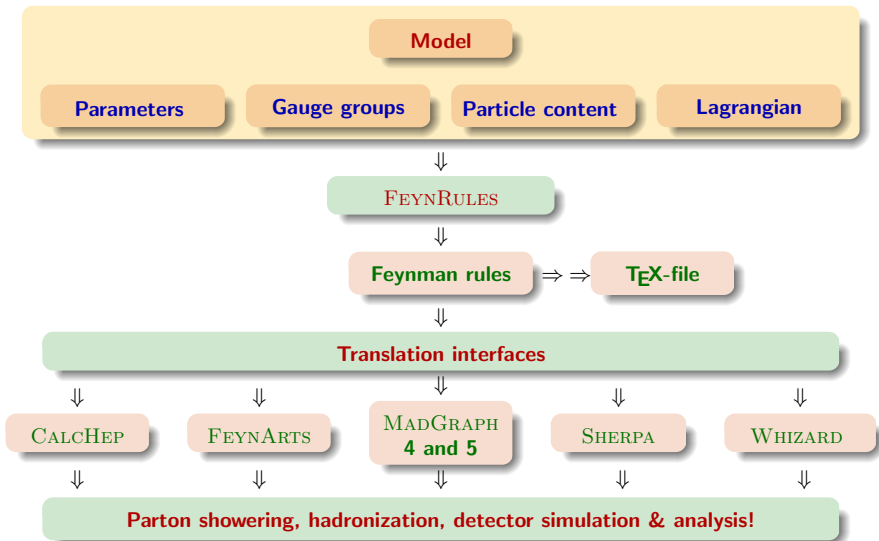 Model
Parameters
Gauge groups
Particle content
Lagrangian
⇓
FEYNRULES
⇓
Feynman rules ⇒ ⇒ TEX-file
⇓
Translation interfaces
⇓ ⇓ ⇓ ⇓ ⇓
CALCHEP
FEYNARTS
MADGRAPH
4 and 5
SHERPA
WHIZARD
⇓ ⇓ ⇓ ⇓ ⇓
Parton showering, hadronization, detector simulation & analysis!